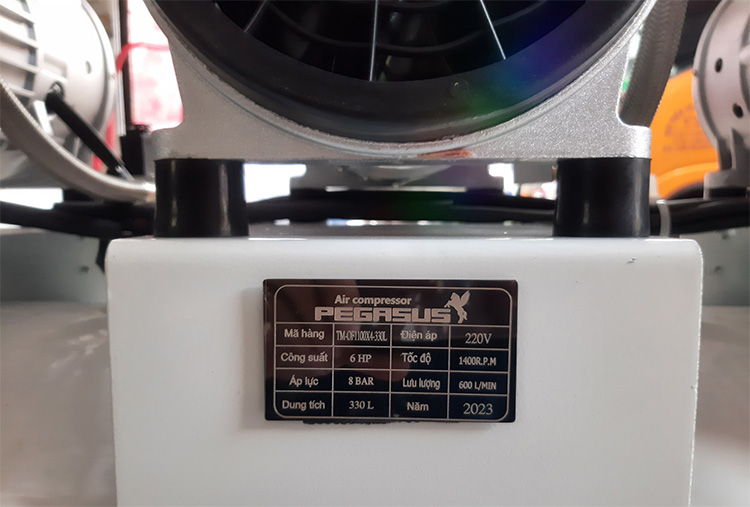 Air compressor
PEGASUS
Mã hàng TM-OF1100X4-330L Điện áp 220V
Công suất 6 HP Tốc độ 1400R.P.M
Áp lực 8 BAR Lưu lượng 600 L/MIN
Dung tích 330 L Năm 2023